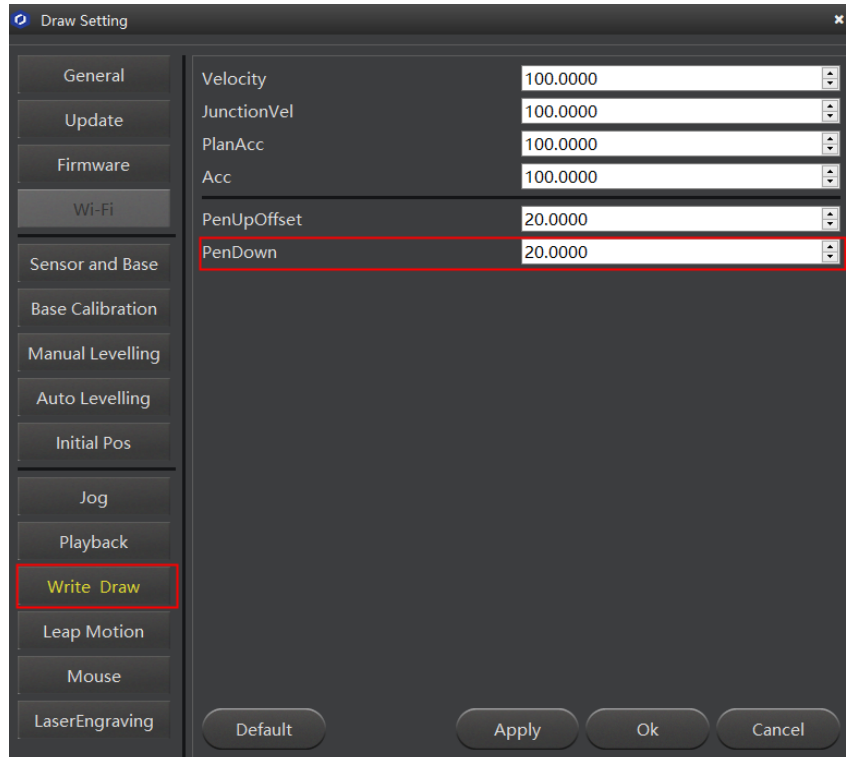 Draw Setting
General
Update
Firmware
Wi-Fi
Sensor and Base
Base Calibration
Manual Levelling
Auto Levelling
Initial Pos
Jog
Playback
Write Draw
Leap Motion
Mouse
LaserEngraving
Velocity 100.0000
JunctionVel 100.0000
PlanAcc 100.0000
Acc 100.0000
PenUpOffset 20.0000
PenDown 20.0000
Default Apply Ok Cancel